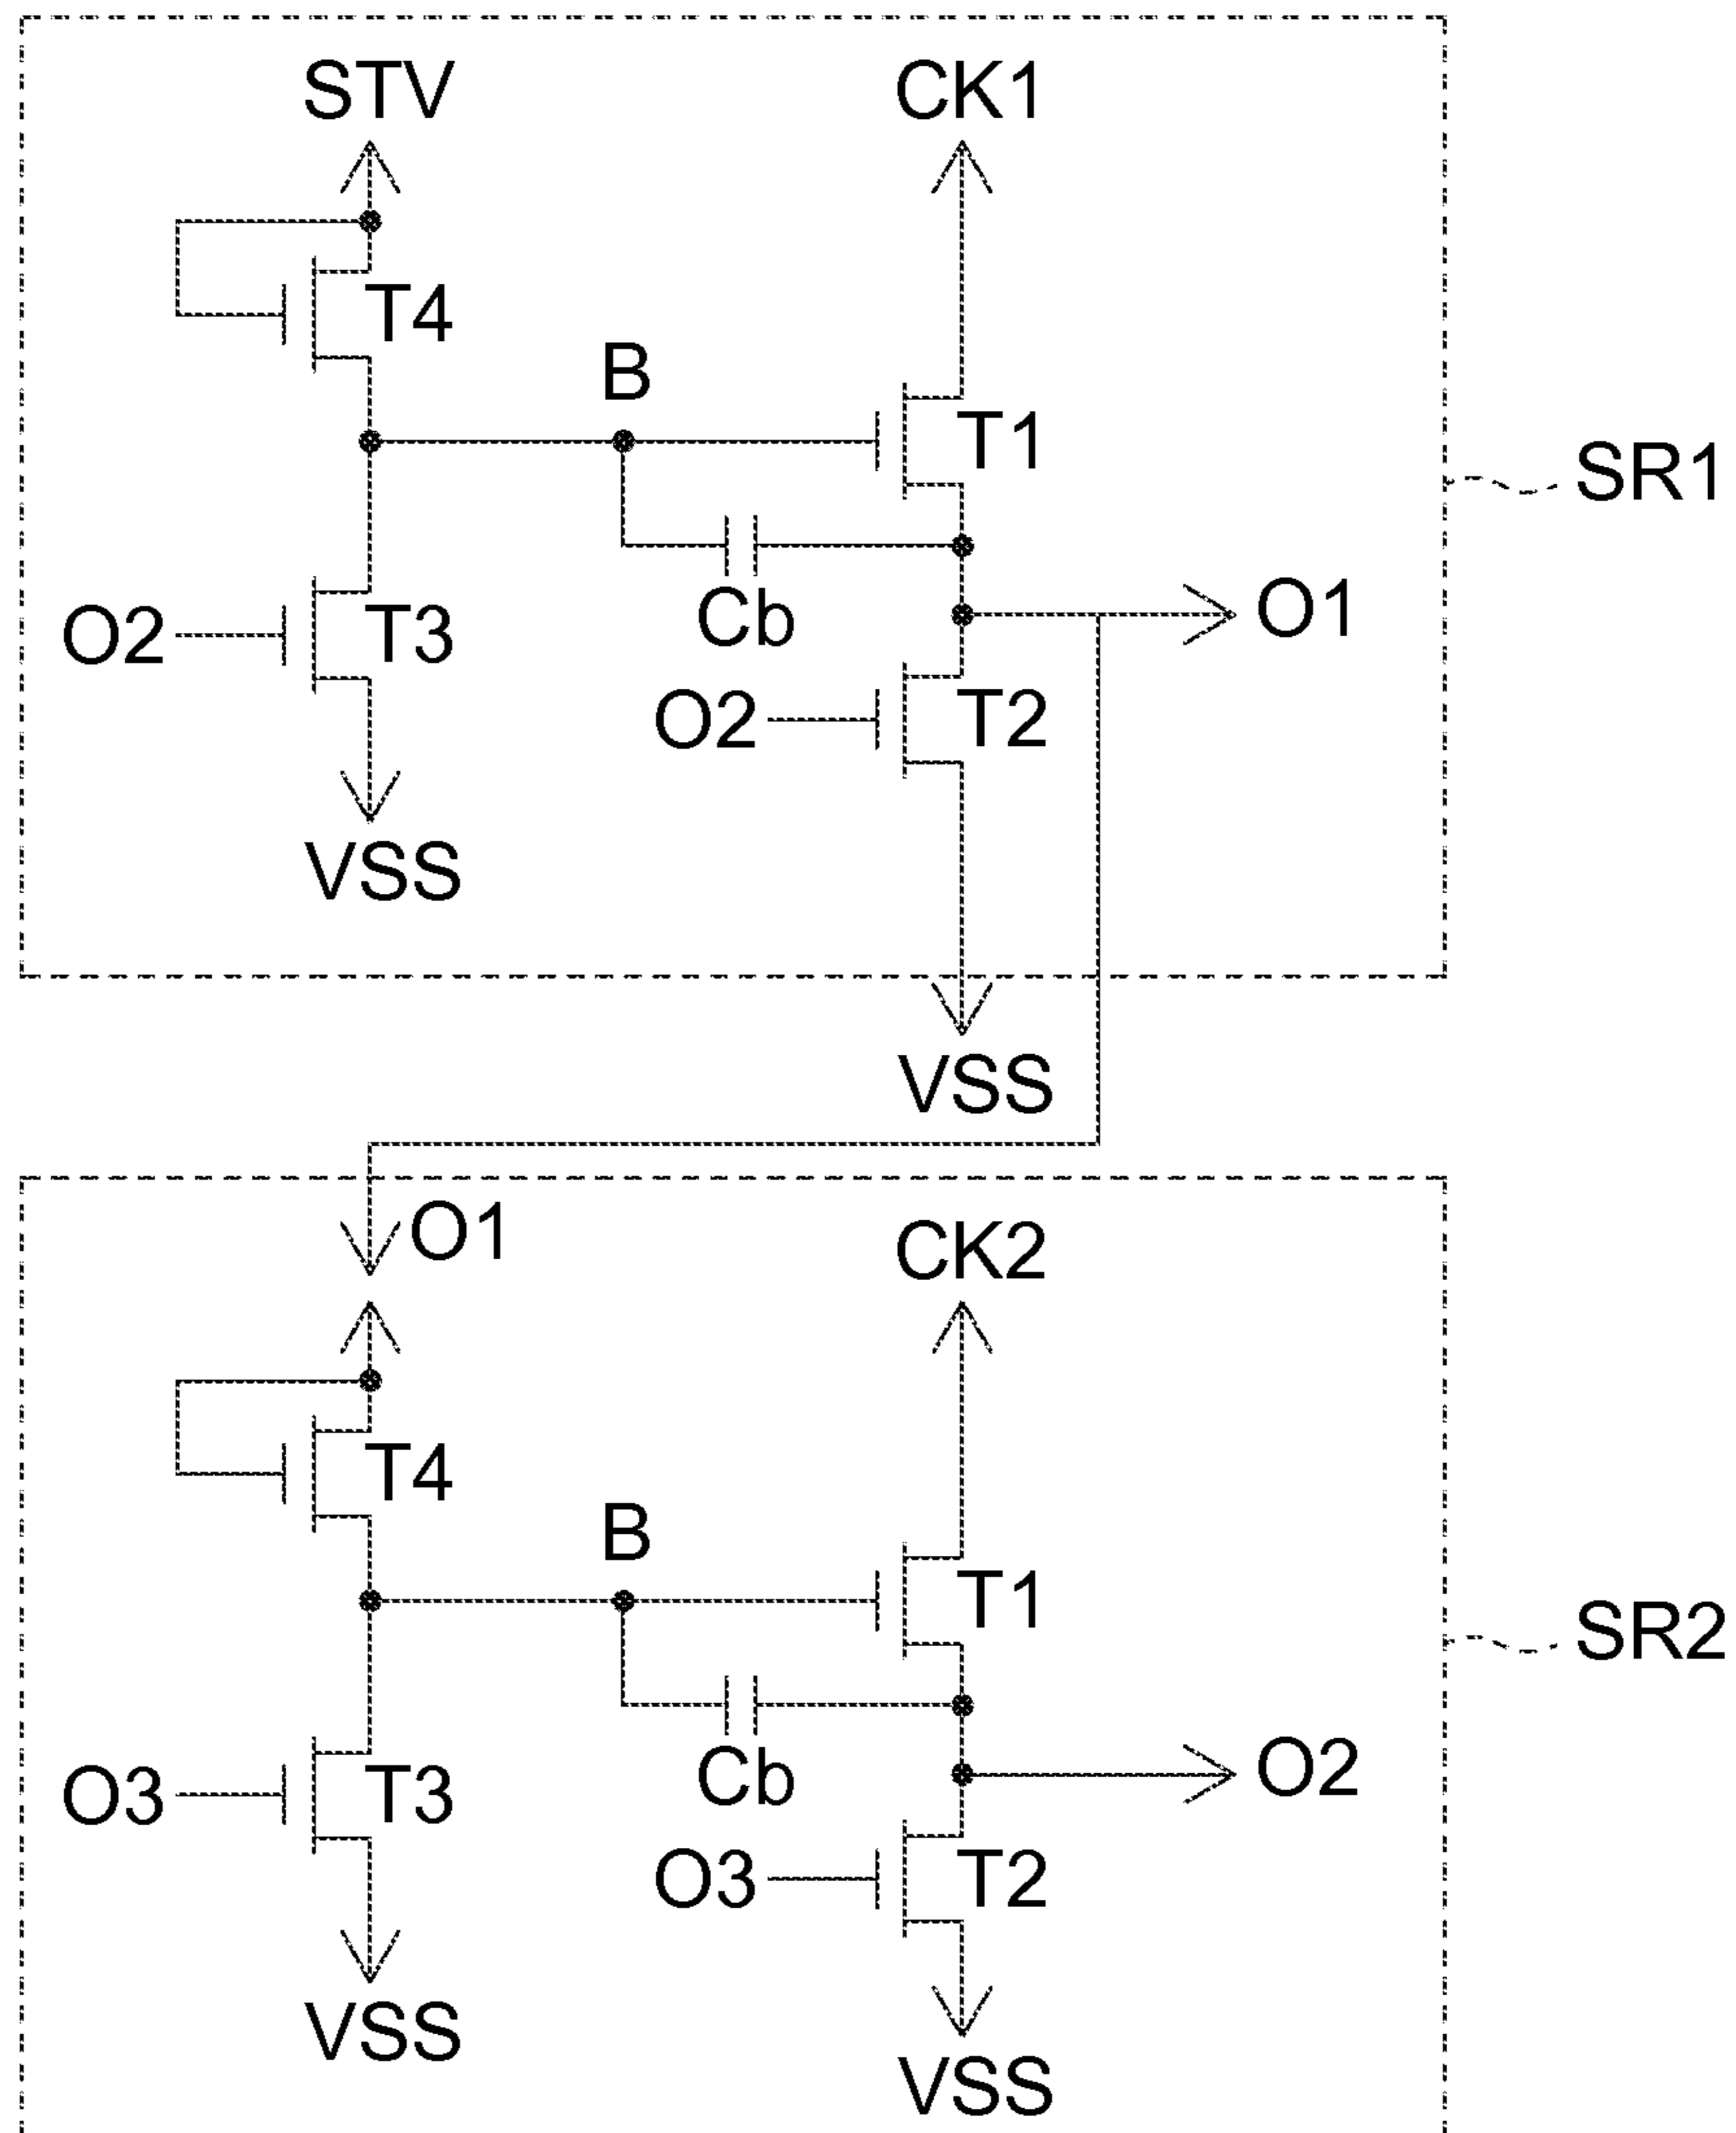 STV
CK1
T4
B
T1
SR1
O2
T3
Cb
O1
O2
T2
VSS
VSS
O1
CK2
T4
B
T1
SR2
O3
T3
Cb
O2
O3
T2
VSS
VSS